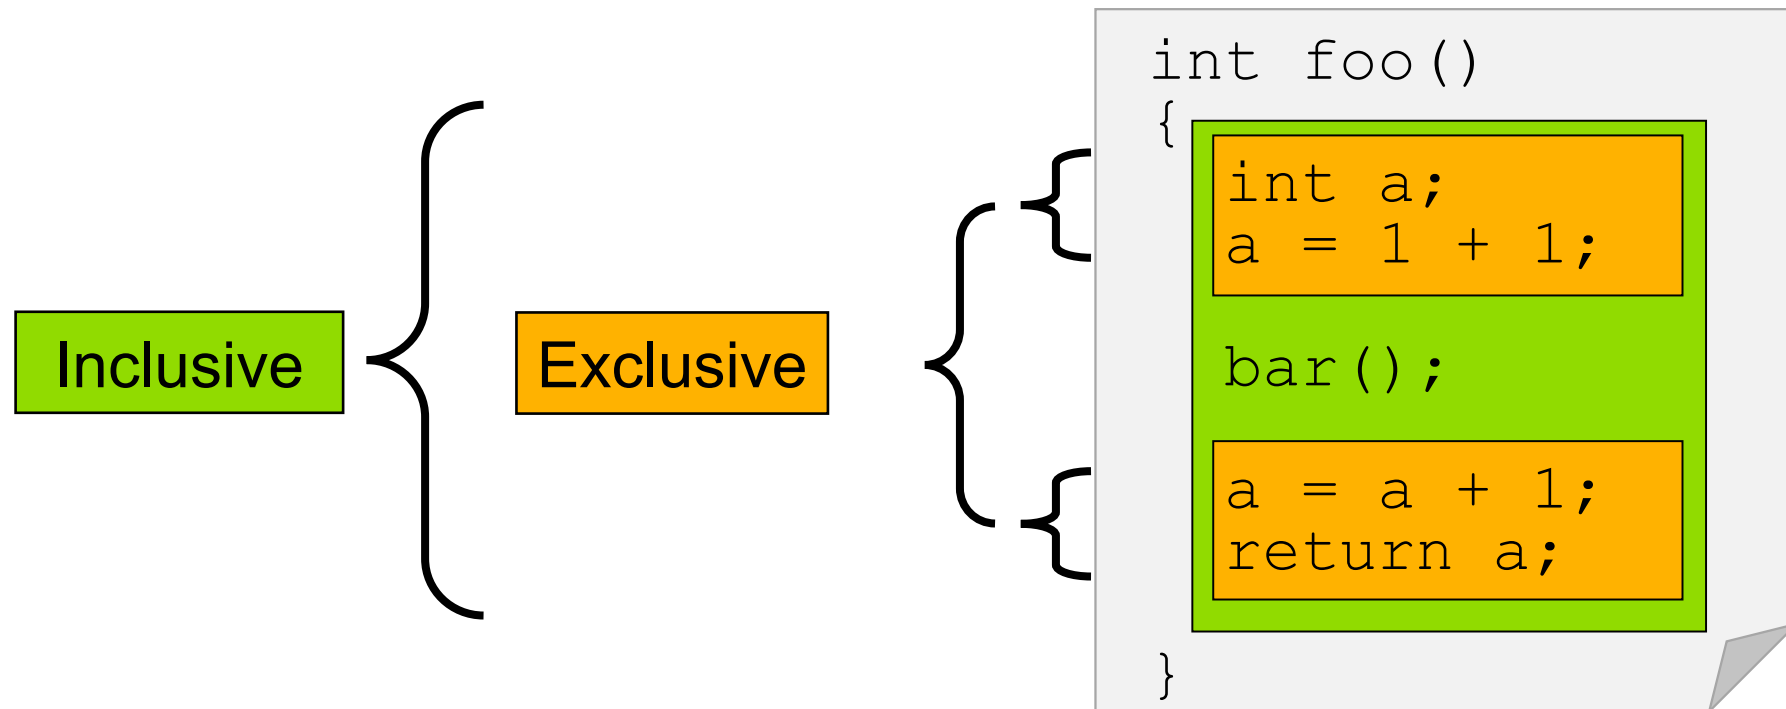 Inclusive
Exclusive
int foo()
{
int a;
a = 1 + 1;
bar();
a = a + 1;
return a;
}